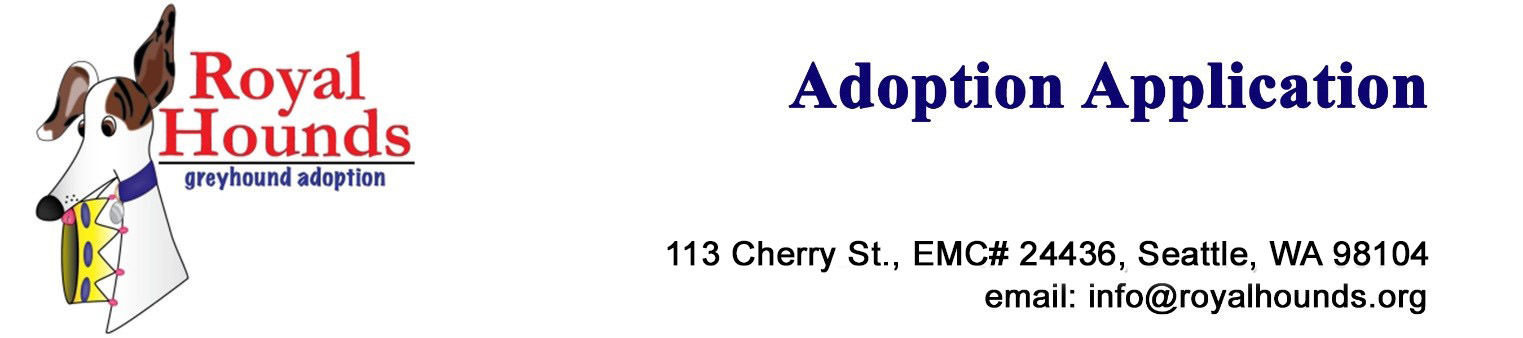 Royal
Hounds
greyhound adoption
Adoption Application
113 Cherry St., EMC# 24436, Seattle, WA 98104
email: info@royalhounds.org